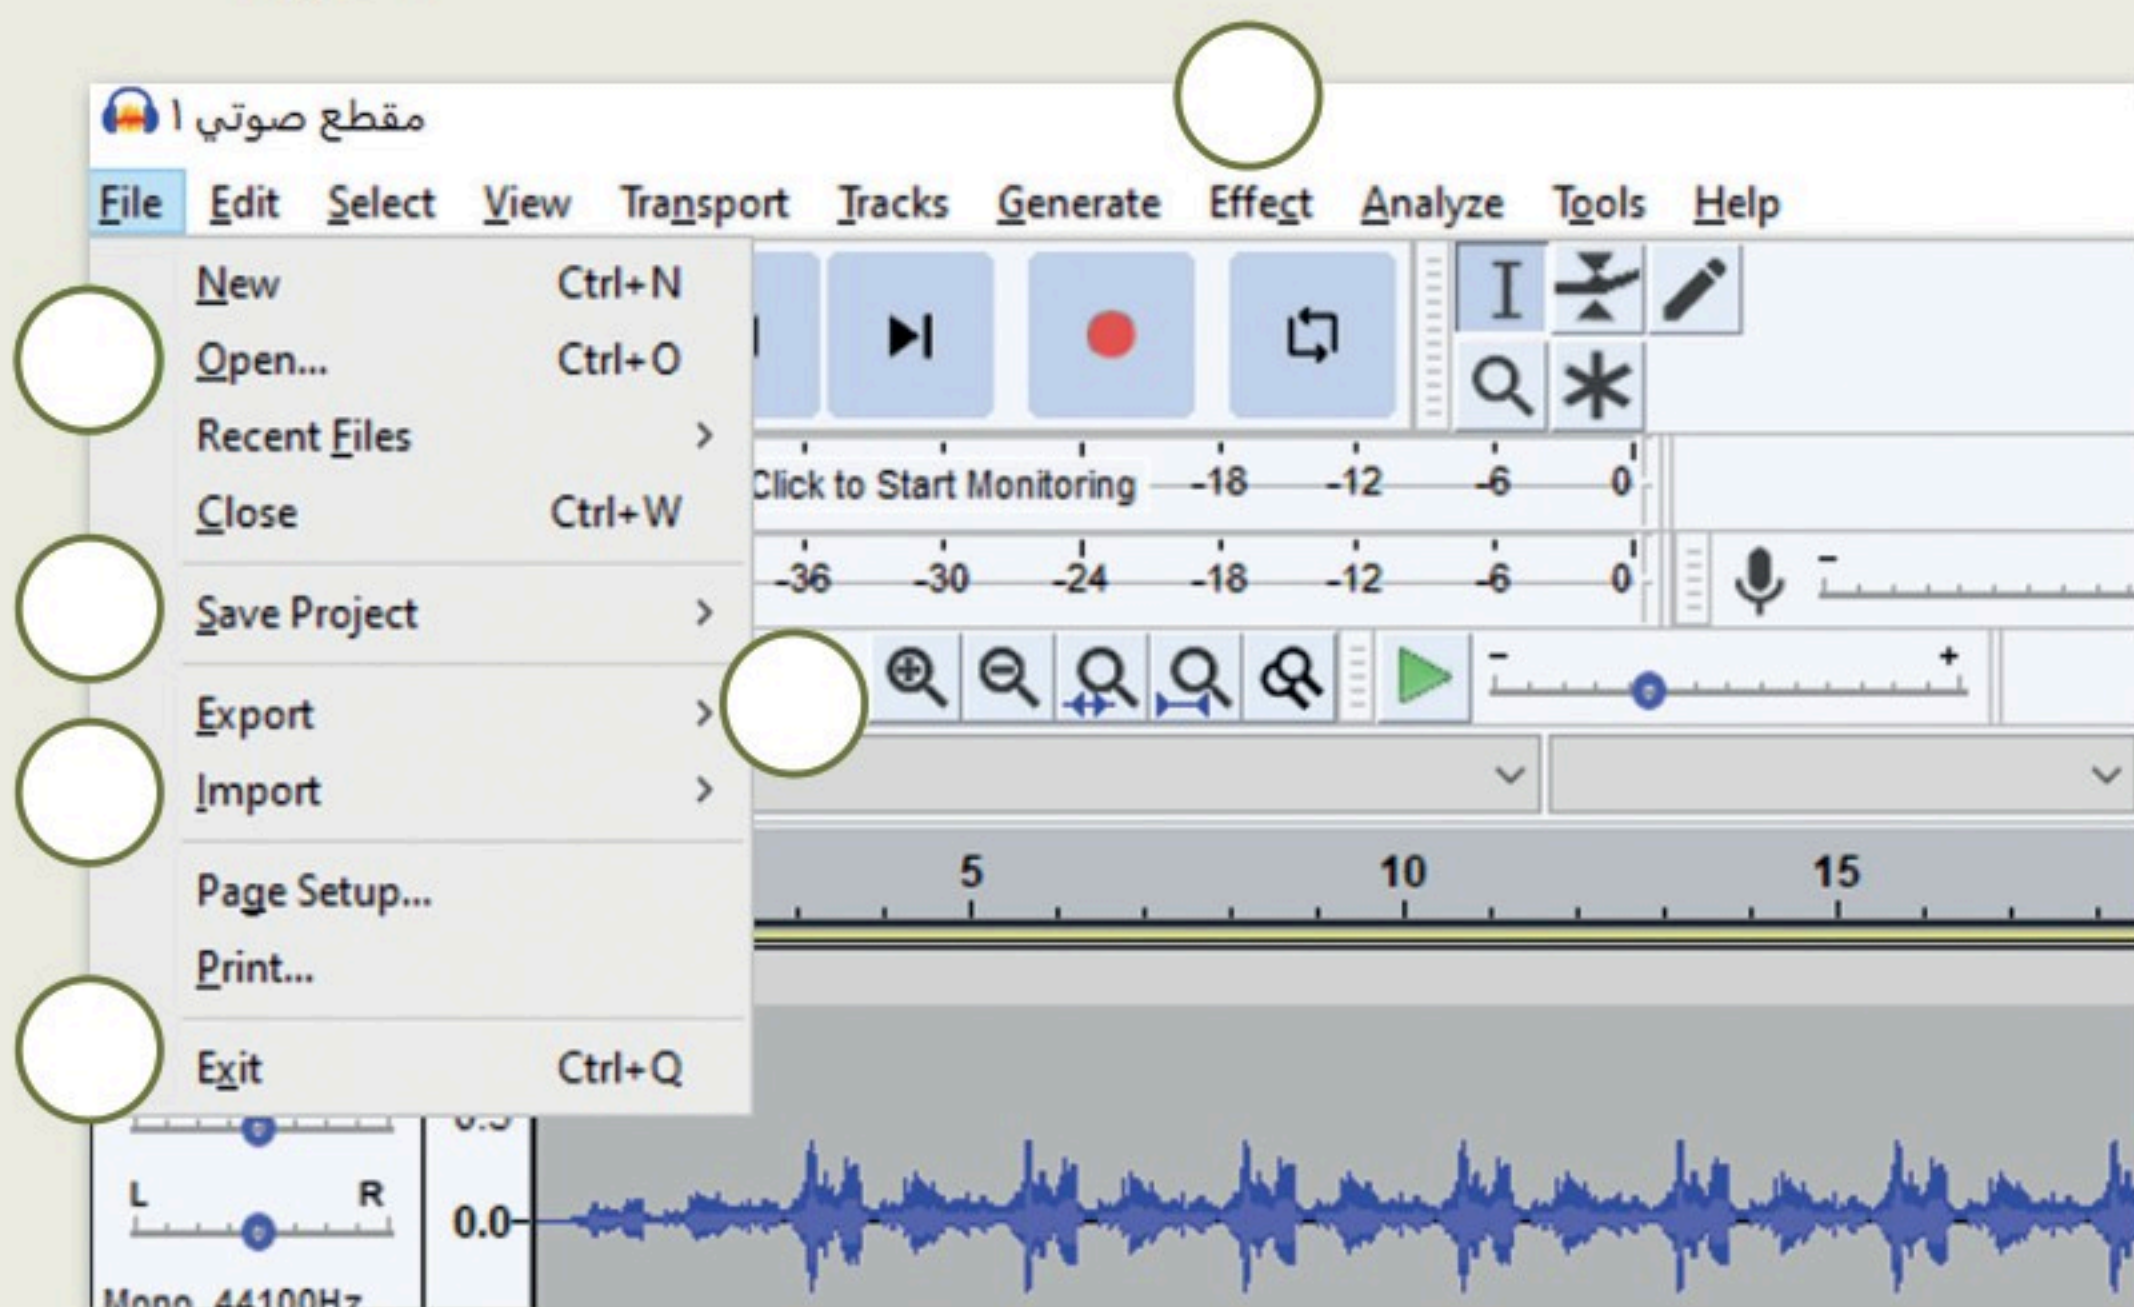 مقطع صوتي ١
File Edit Select View Transport Tracks Generate Effect Analyze Tools Help
New Ctrl+N
Open... Ctrl+O
Recent Files
Close Ctrl+W
Save Project
Export
Import
Page Setup...
Print...
Exit Ctrl+Q
Click to Start Monitoring -18 -12 -6 0
-36 -30 -24 -18 -12 -6 0
- +
-
5 10 15
L R
0.0
Mono, 44100Hz